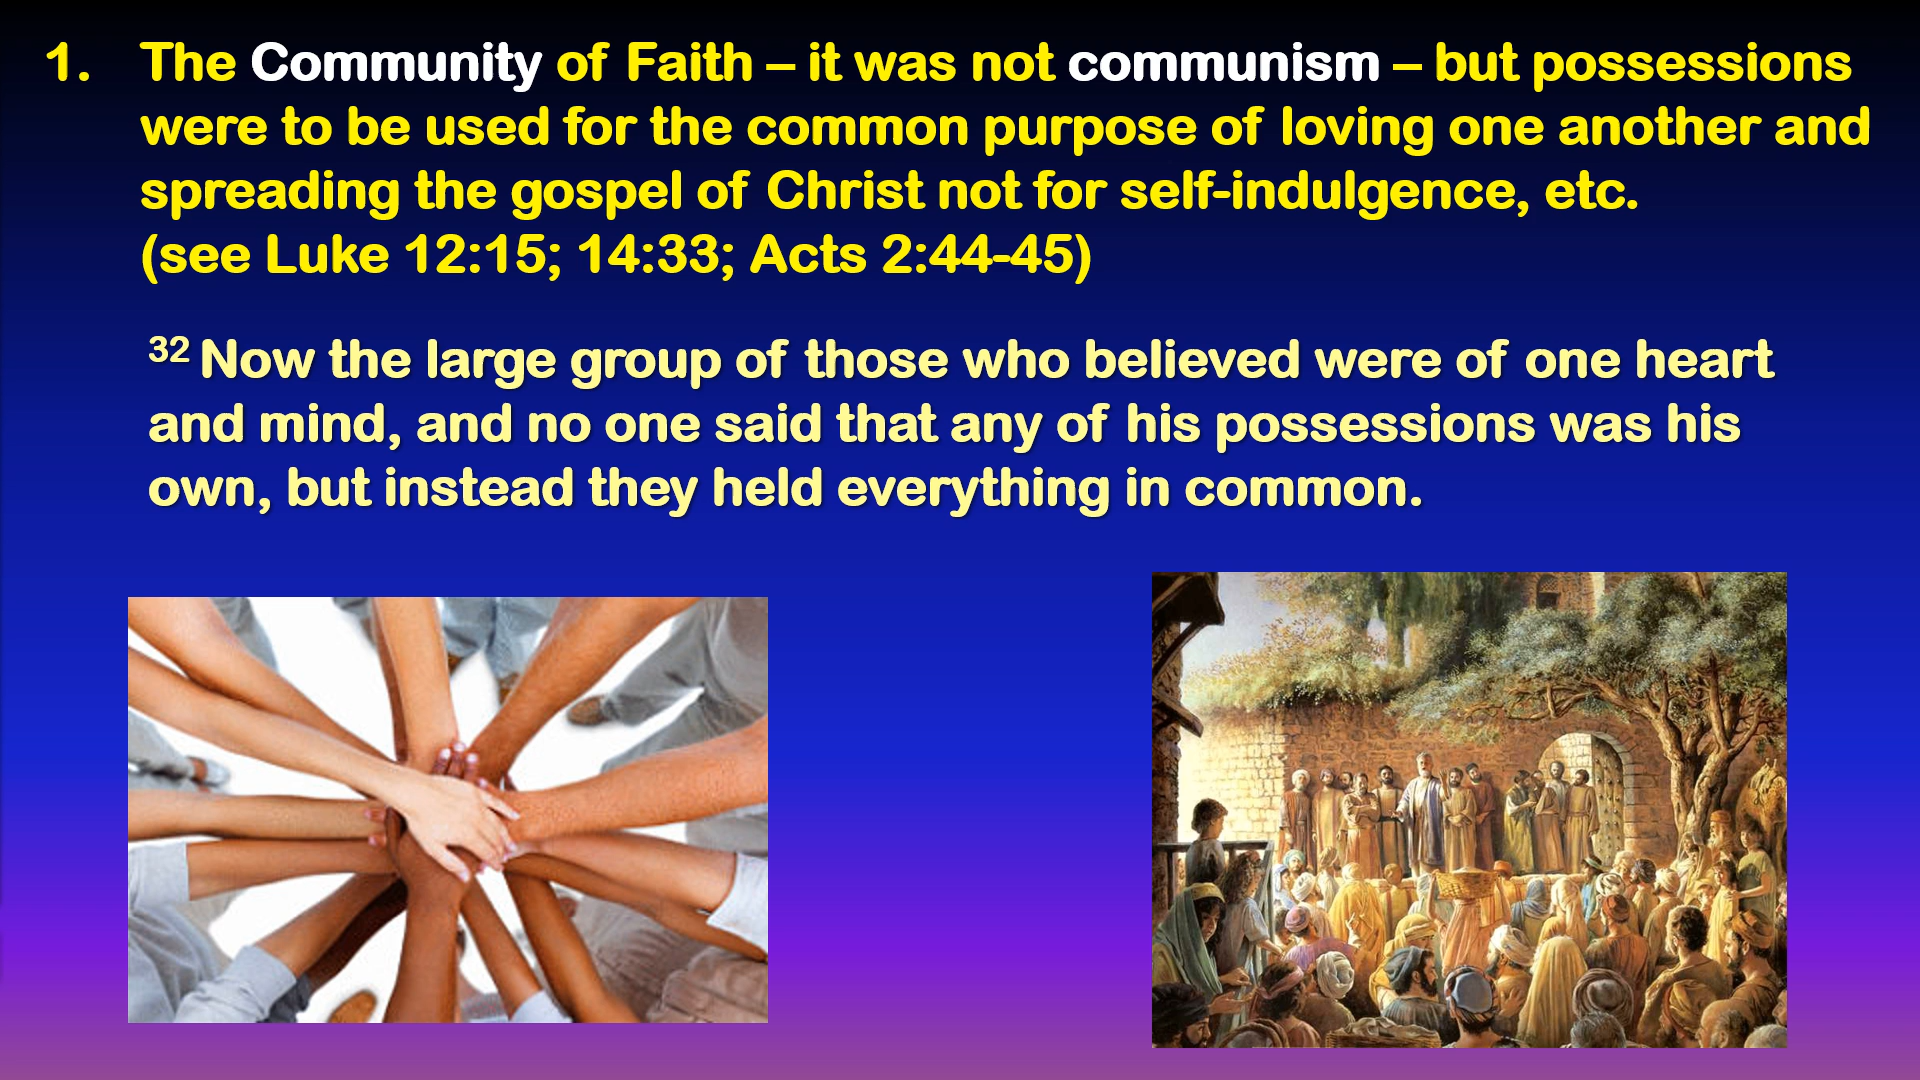 1. The Community of Faith – it was not communism – but possessions
were to be used for the common purpose of loving one another and
spreading the gospel of Christ not for self-indulgence, etc.
(see Luke 12:15; 14:33; Acts 2:44-45)
32 Now the large group of those who believed were of one heart
and mind, and no one said that any of his possessions was his
own, but instead they held everything in common.